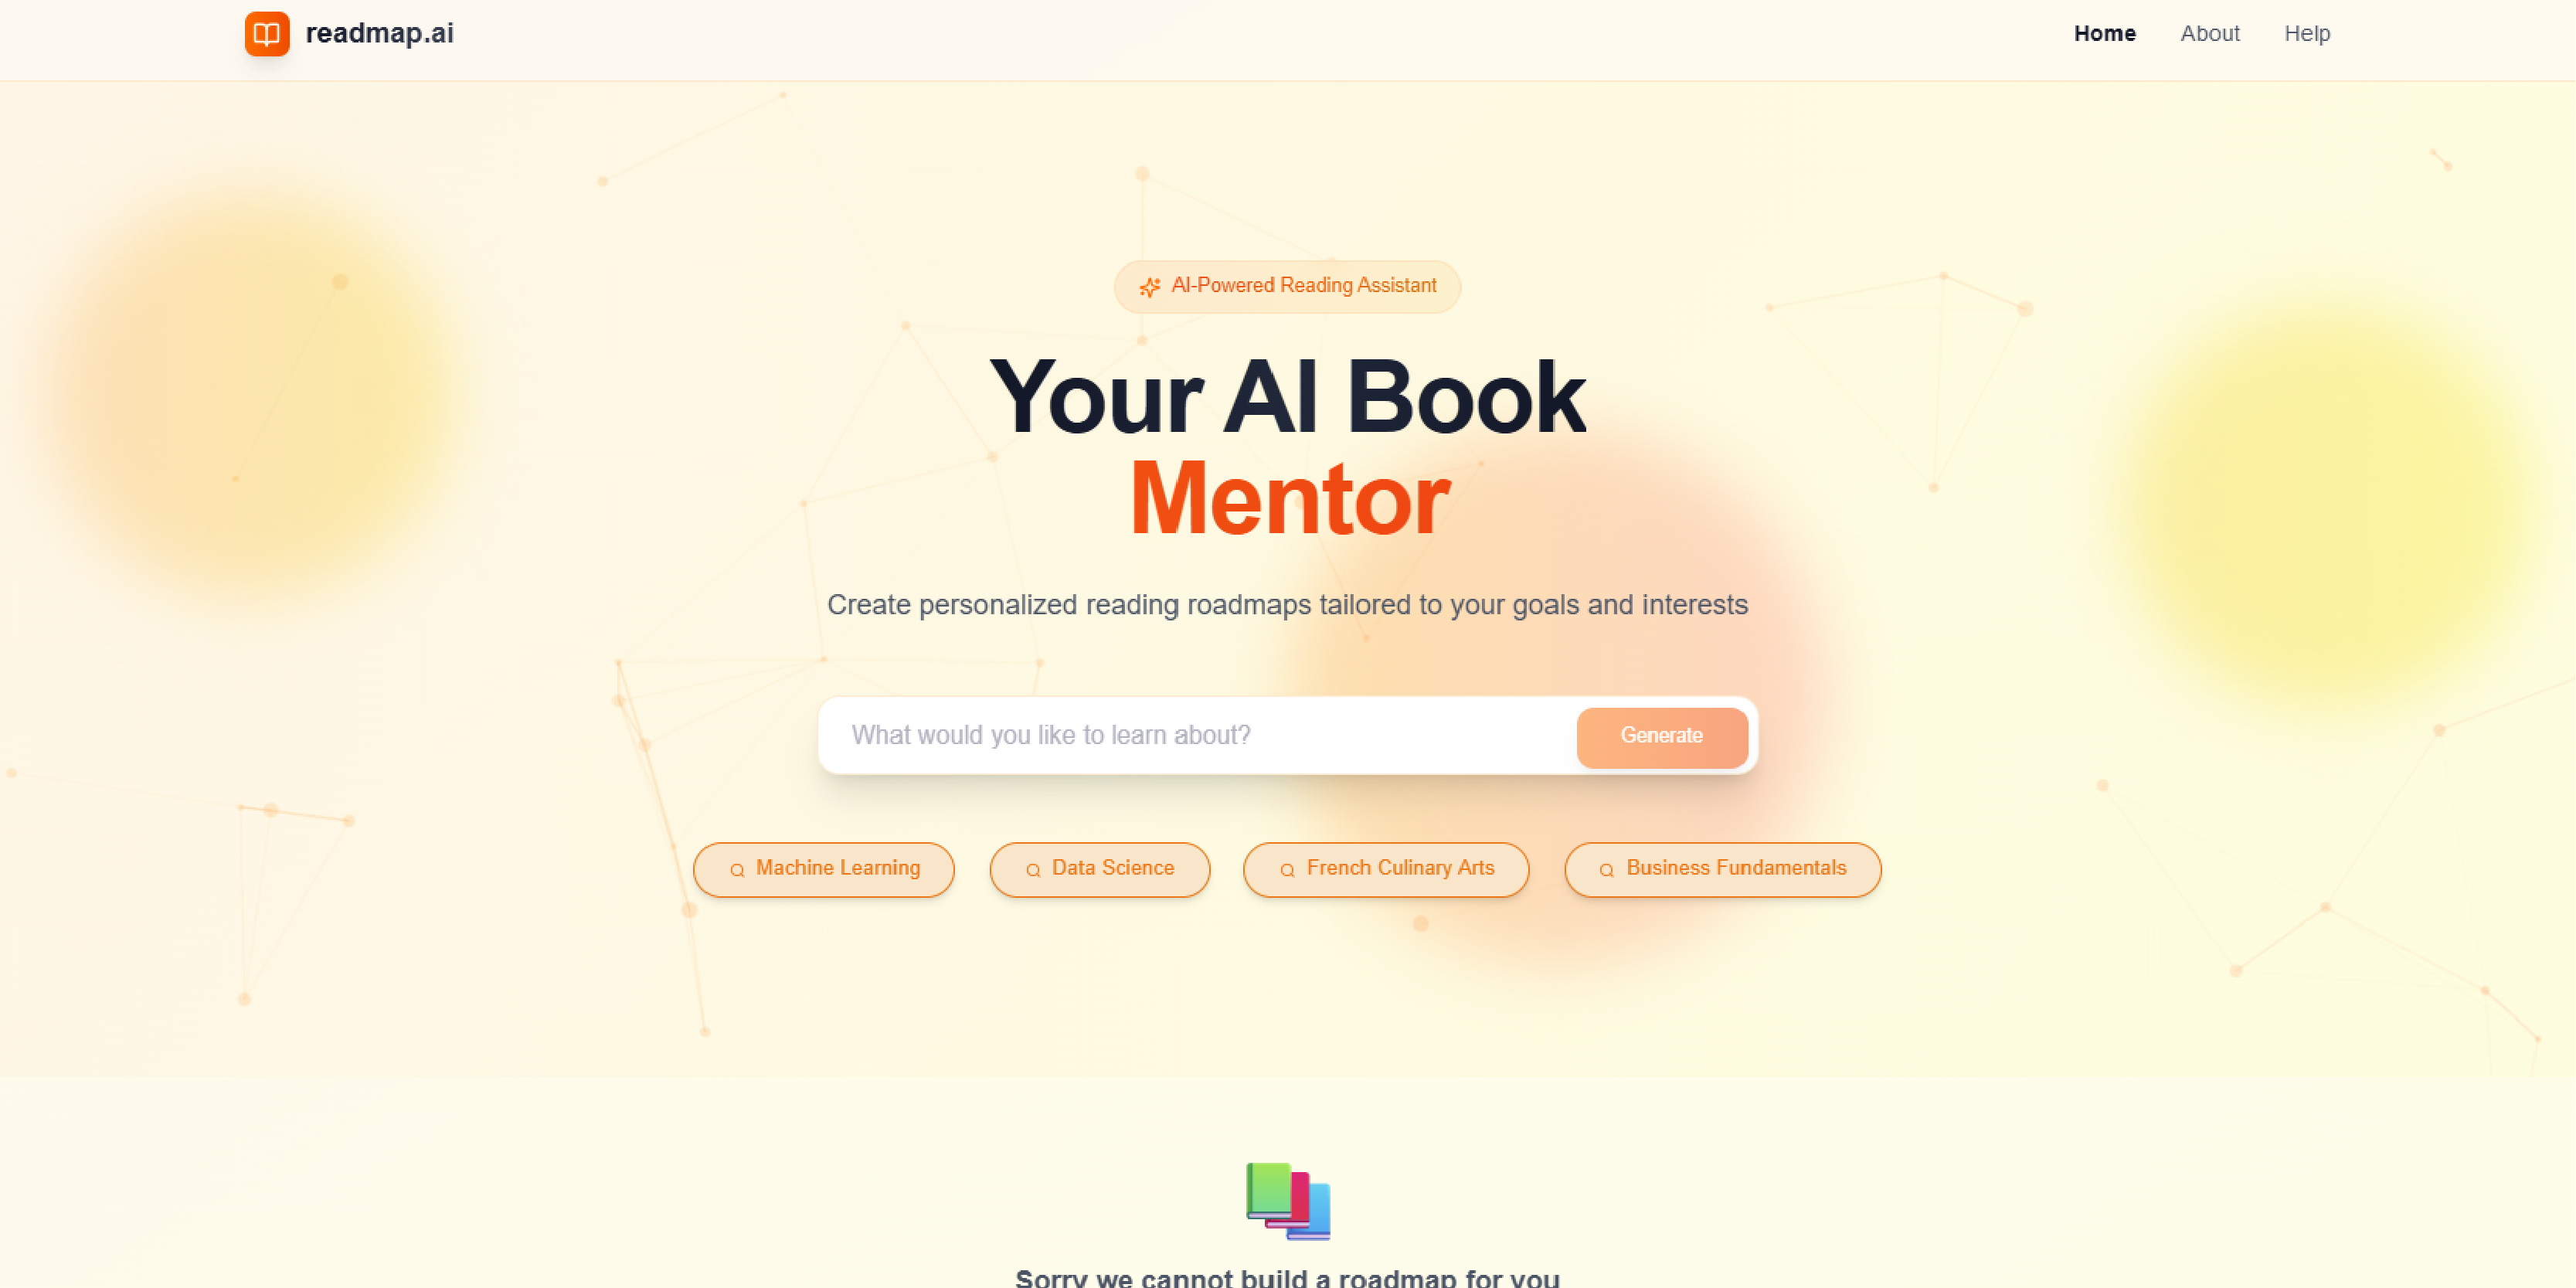 readmap.ai
Home About Help
AI-Powered Reading Assistant
Your AI Book
Mentor
Create personalized reading roadmaps tailored to your goals and interests
What would you like to learn about?
Generate
Machine Learning
Data Science
French Culinary Arts
Business Fundamentals
Sorry we cannot build a roadmap for you